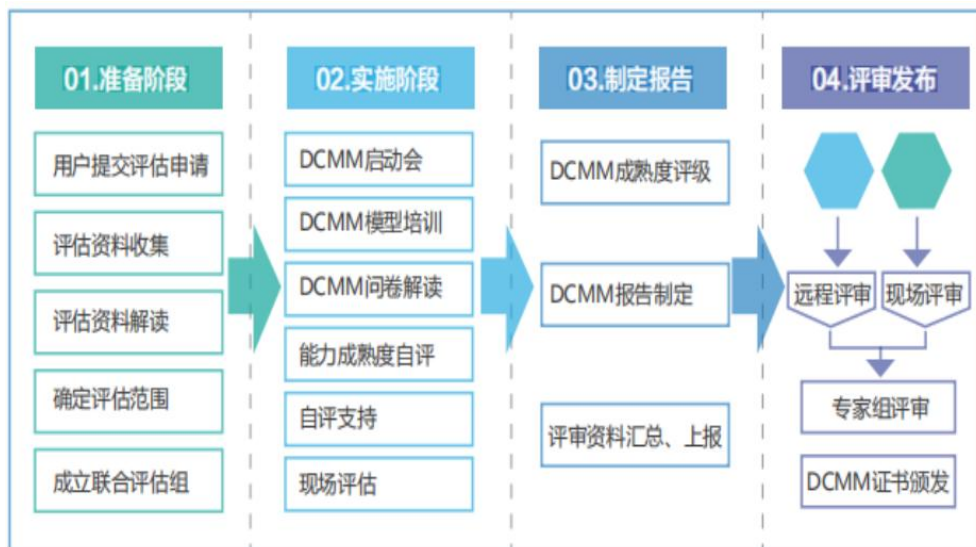 01.准备阶段
用户提交评估申请
评估资料收集
评估资料解读
确定评估范围
成立联合评估组
02.实施阶段
DCMM启动会
DCMM模型培训
DCMM问卷解读
能力成熟度自评
自评支持
现场评估
03.制定报告
DCMM成熟度评级
DCMM报告制定
评审资料汇总、上报
04.评审发布
远程评审
现场评审
专家组评审
DCMM证书颁发